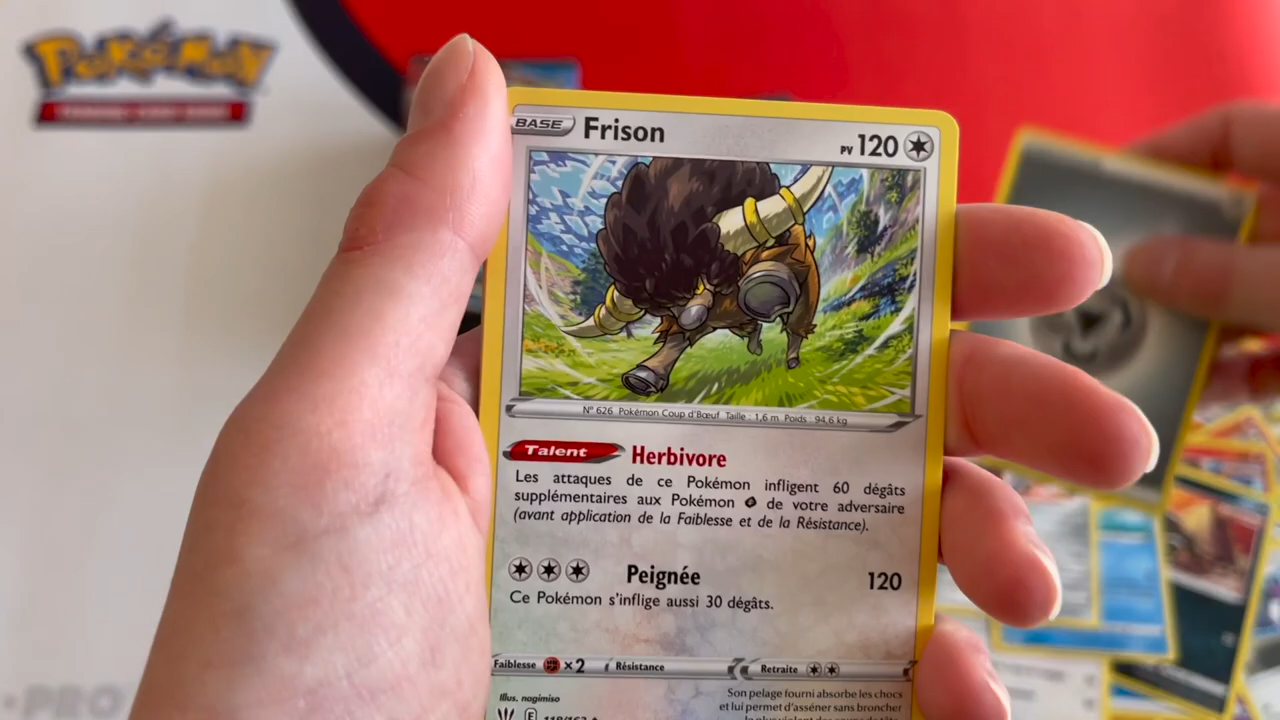 Pokémon
BASE
Frison
PV 120
N° 626 Pokémon Coup d'Bœuf Taille : 1,6 m Poids : 94,6 kg
Talent
Herbivore
Les attaques de ce Pokémon infligent 60 dégâts
supplémentaires aux Pokémon de votre adversaire
(avant application de la Faiblesse et de la Résistance).
Peignée
120
Ce Pokémon s'inflige aussi 30 dégâts.
Faiblesse ×2
Résistance
Retraite
Illus. nagimiso
Son pelage fourni absorbe les chocs
et lui permet d'asséner sans broncher
E
PRO